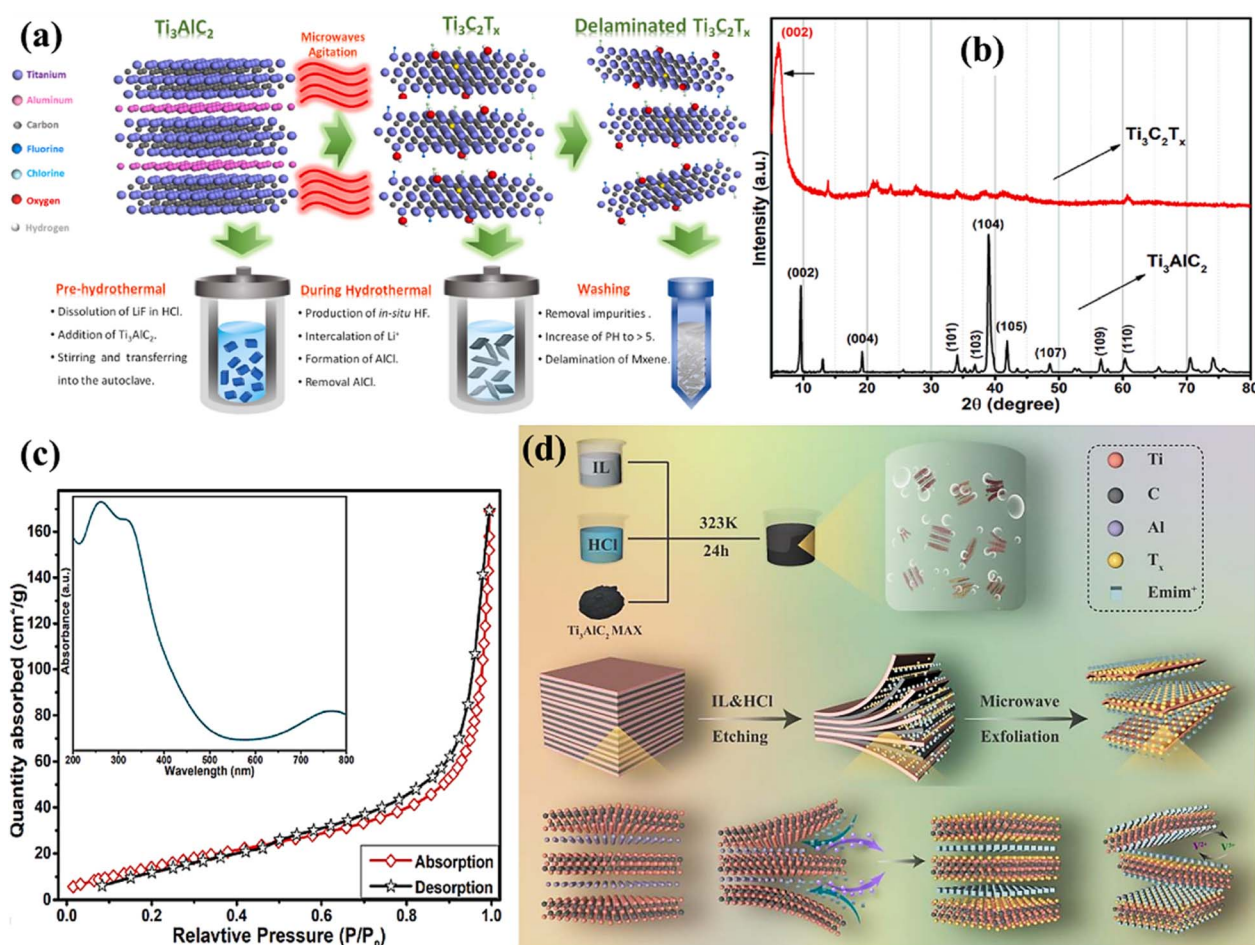 (a)
Ti₃AlC₂
Microwaves
Agitation
Ti₃C₂Tₓ
Delaminated Ti₃C₂Tₓ
Titanium
Aluminum
Carbon
Fluorine
Chlorine
Oxygen
Hydrogen
Pre-hydrothermal
• Dissolution of LiF in HCl.
• Addition of Ti₃AlC₂.
• Stirring and transferring
into the autoclave.
During Hydrothermal
• Production of in-situ HF.
• Intercalation of Li⁺
• Formation of AlCl.
• Removal AlCl.
Washing
• Removal impurities .
• Increase of PH to > 5.
• Delamination of Mxene.
(b)
(002)
Ti₃C₂Tₓ
(104)
(002)
Ti₃AlC₂
(004)
(101)
(103)
(105)
(107)
(109)
(110)
Intensity (a.u.)
10 20 30 40 50 60 70 80
2θ (degree)
(c)
Quantity absorbed (cm⁻³/g)
160
140
120
100
80
60
40
20
0
Absorbance (a.u.)
200 300 400 500 600 700 800
Wavelength (nm)
Absorption
Desorption
0.0 0.2 0.4 0.6 0.8 1.0
Relavtive Pressure (P/P₀)
(d)
IL
HCl
Ti₃AlC₂ MAX
323K
24h
Ti
C
Al
Tₓ
Emim⁺
IL&HCl
Etching
Microwave
Exfoliation